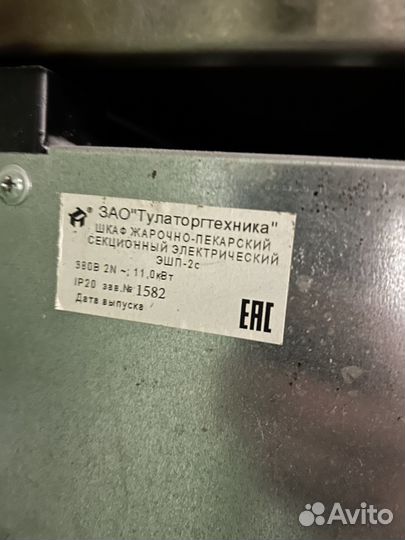 ЗАО"Тулаторгтехника"
ШКАФ ЖАРОЧНО-ПЕКАРСКИЙ
СЕКЦИОННЫЙ ЭЛЕКТРИЧЕСКИЙ
ЭШП-2с
380В 2N ~; 11.0кВт
IP20 зав.№ 1582
Дата выпуска
ЕАС
Avito